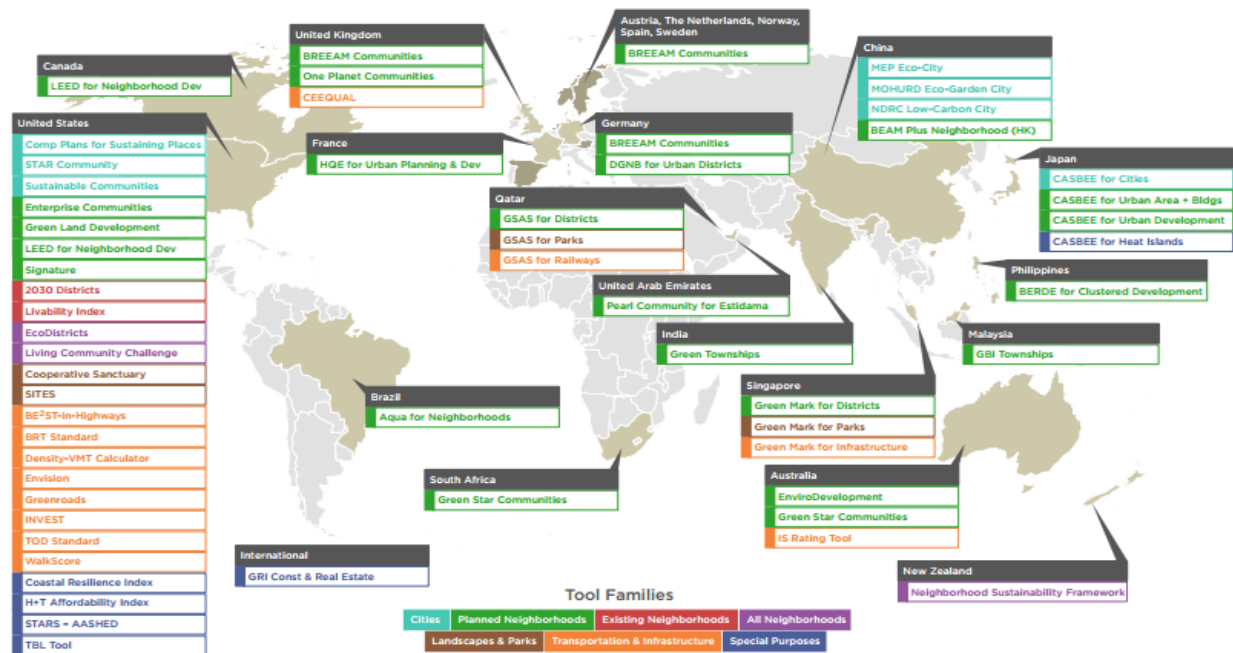 Canada
LEED for Neighborhood Dev
United States
Comp Plans for Sustaining Places
STAR Community
Sustainable Communities
Enterprise Communities
Green Land Development
LEED for Neighborhood Dev
Signature
2030 Districts
Livability Index
EcoDistricts
Living Community Challenge
Cooperative Sanctuary
SITES
BE²ST-in-Highways
BRT Standard
Density-VMT Calculator
Envision
Greenroads
INVEST
TOD Standard
WalkScore
Coastal Resilience Index
H+T Affordability Index
STARS – AASHED
TBL Tool
United Kingdom
BREEAM Communities
One Planet Communities
CEEQUAL
France
HQE for Urban Planning & Dev
Austria, The Netherlands, Norway,
Spain, Sweden
BREEAM Communities
Germany
BREEAM Communities
DGNB for Urban Districts
China
MEP Eco-City
MOHURD Eco-Garden City
NDRC Low-Carbon City
BEAM Plus Neighborhood (HK)
Japan
CASBEE for Cities
CASBEE for Urban Area + Bldgs
CASBEE for Urban Development
CASBEE for Heat Islands
Qatar
GSAS for Districts
GSAS for Parks
GSAS for Railways
United Arab Emirates
Pearl Community for Estidama
India
Green Townships
Philippines
BERDE for Clustered Development
Malaysia
GBI Townships
Singapore
Green Mark for Districts
Green Mark for Parks
Green Mark for Infrastructure
Brazil
Aqua for Neighborhoods
South Africa
Green Star Communities
Australia
EnviroDevelopment
Green Star Communities
IS Rating Tool
New Zealand
Neighborhood Sustainability Framework
International
GRI Const & Real Estate
Tool Families
Cities
Planned Neighborhoods
Existing Neighborhoods
All Neighborhoods
Landscapes & Parks
Transportation & Infrastructure
Special Purposes